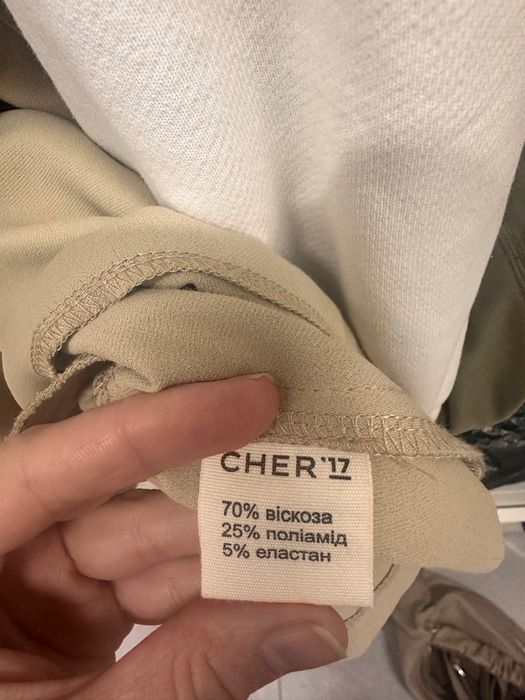 CHER '17
70% віскоза
25% поліамід
5% еластан